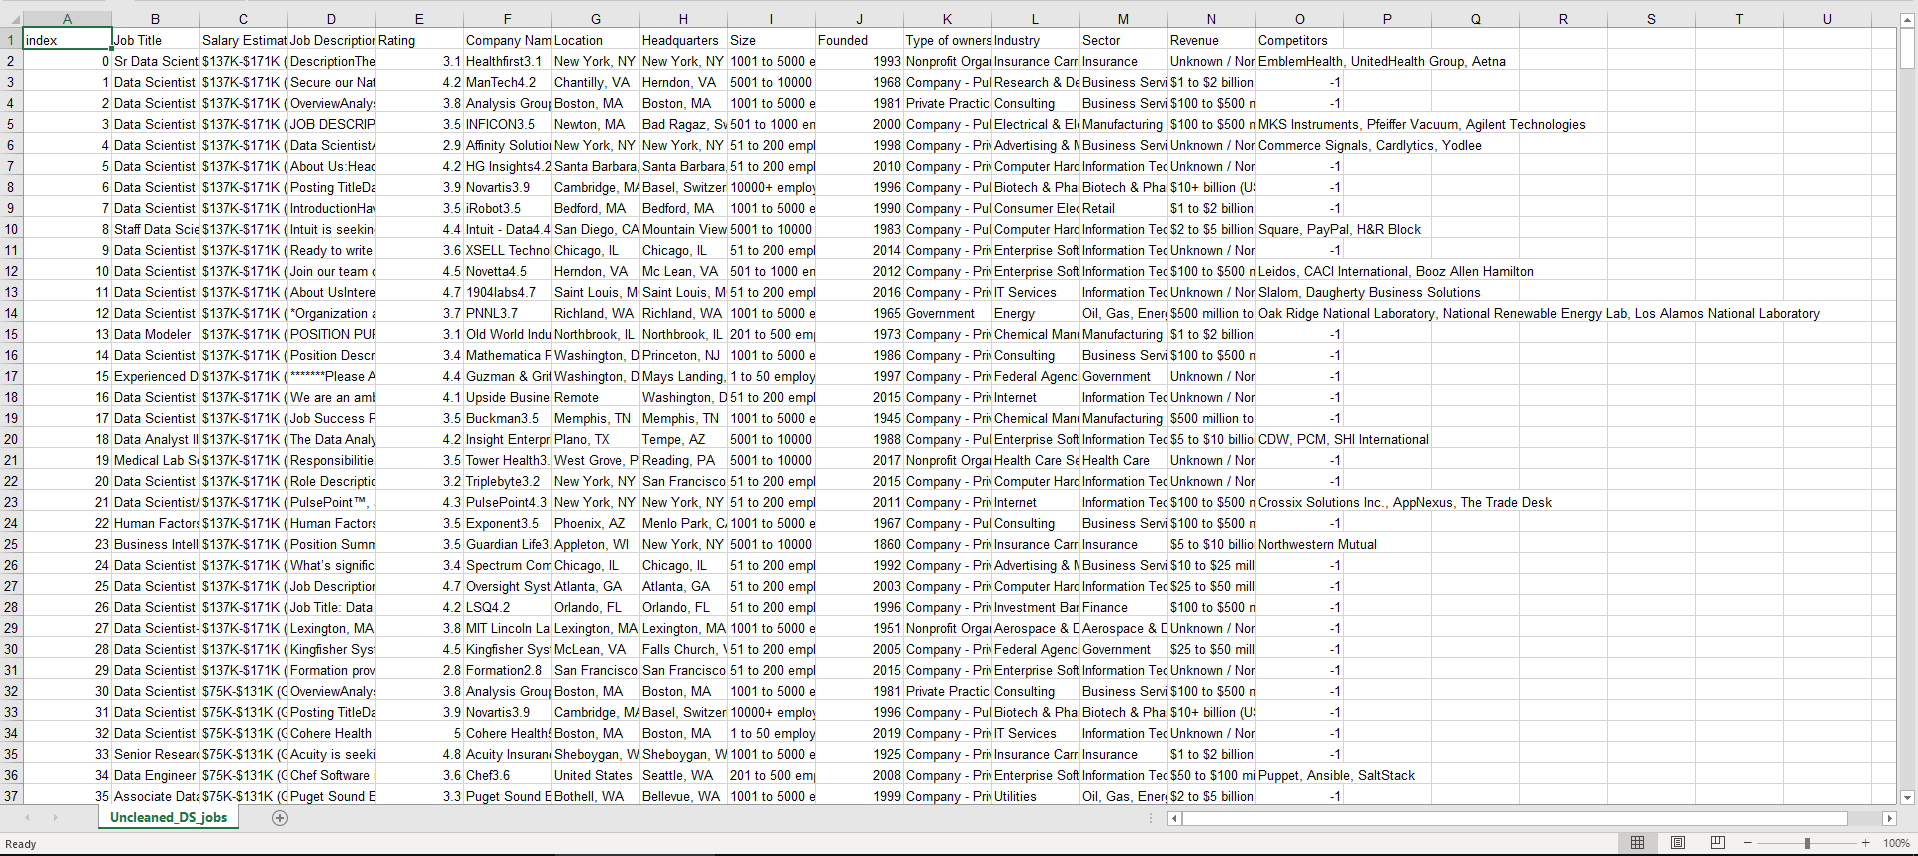 A B C D E F G H I J K L M N O P Q R S T U
1 index Job Title Salary Estimat Job Description Rating Company Nam Location Headquarters Size Founded Type of owners Industry Sector Revenue Competitors
2 0 Sr Data Scient $137K-$171K ( DescriptionThe 3.1 Healthfirst3.1 New York, NY New York, NY 1001 to 5000 e 1993 Nonprofit Orga Insurance Carr Insurance Unknown / Nor EmblemHealth, UnitedHealth Group, Aetna
3 1 Data Scientist $137K-$171K ( Secure our Nat 4.2 ManTech4.2 Chantilly, VA Herndon, VA 5001 to 10000 1968 Company - Pul Research & De Business Servi $1 to $2 billion -1
4 2 Data Scientist $137K-$171K ( OverviewAnaly 3.8 Analysis Group Boston, MA Boston, MA 1001 to 5000 e 1981 Private Practic Consulting Business Servi $100 to $500 m -1
5 3 Data Scientist $137K-$171K ( JOB DESCRIP 3.5 INFICON3.5 Newton, MA Bad Ragaz, Sw 501 to 1000 em 2000 Company - Pul Electrical & El Manufacturing $100 to $500 m MKS Instruments, Pfeiffer Vacuum, Agilent Technologies
6 4 Data Scientist $137K-$171K ( Data Scientist 2.9 Affinity Solution New York, NY New York, NY 51 to 200 empl 1998 Company - Pri Advertising & M Business Servi Unknown / Nor Commerce Signals, Cardlytics, Yodlee
7 5 Data Scientist $137K-$171K ( About Us:Head 4.2 HG Insights4.2 Santa Barbara, Santa Barbara, 51 to 200 empl 2010 Company - Pri Computer Hard Information Tec Unknown / Nor -1
8 6 Data Scientist $137K-$171K ( Posting TitleDa 3.9 Novartis3.9 Cambridge, MA Basel, Switzer 10000+ employ 1996 Company - Pul Biotech & Pha Biotech & Pha $10+ billion (US -1
9 7 Data Scientist $137K-$171K ( IntroductionHav 3.5 iRobot3.5 Bedford, MA Bedford, MA 1001 to 5000 e 1990 Company - Pul Consumer Elec Retail $1 to $2 billion -1
10 8 Staff Data Scie $137K-$171K ( Intuit is seekin 4.4 Intuit - Data4.4 San Diego, CA Mountain View 5001 to 10000 1983 Company - Pul Computer Hard Information Tec $2 to $5 billion Square, PayPal, H&R Block
11 9 Data Scientist $137K-$171K ( Ready to write 3.6 XSELL Techno Chicago, IL Chicago, IL 51 to 200 empl 2014 Company - Pri Enterprise Soft Information Tec Unknown / Nor -1
12 10 Data Scientist $137K-$171K ( Join our team 4.5 Novetta4.5 Herndon, VA Mc Lean, VA 501 to 1000 em 2012 Company - Pri Enterprise Soft Information Tec $100 to $500 m Leidos, CACI International, Booz Allen Hamilton
13 11 Data Scientist $137K-$171K ( About UsIntere 4.7 1904labs4.7 Saint Louis, M Saint Louis, M 51 to 200 empl 2016 Company - Pri IT Services Information Tec Unknown / Nor Slalom, Daugherty Business Solutions
14 12 Data Scientist $137K-$171K ( *Organization a 3.7 PNNL3.7 Richland, WA Richland, WA 1001 to 5000 e 1965 Government Energy Oil, Gas, Ener $500 million to Oak Ridge National Laboratory, National Renewable Energy Lab, Los Alamos National Laboratory
15 13 Data Modeler $137K-$171K ( POSITION PUR 3.1 Old World Indu Northbrook, IL Northbrook, IL 201 to 500 emp 1973 Company - Pri Chemical Man Manufacturing $1 to $2 billion -1
16 14 Data Scientist $137K-$171K ( Position Descr 3.4 Mathematica P Washington, D Princeton, NJ 1001 to 5000 e 1986 Company - Pri Consulting Business Servi $100 to $500 m -1
17 15 Experienced D $137K-$171K ( *******Please A 4.4 Guzman & Grif Washington, D Mays Landing, 1 to 50 employ 1997 Company - Pri Federal Agenc Government Unknown / Nor -1
18 16 Data Scientist $137K-$171K ( We are an amb 4.1 Upside Busine Remote Washington, D 51 to 200 empl 2015 Company - Pri Internet Information Tec Unknown / Nor -1
19 17 Data Scientist $137K-$171K ( Job Success P 3.5 Buckman3.5 Memphis, TN Memphis, TN 1001 to 5000 e 1945 Company - Pri Chemical Man Manufacturing $500 million to -1
20 18 Data Analyst II $137K-$171K ( The Data Analy 4.2 Insight Enterpr Plano, TX Tempe, AZ 5001 to 10000 1988 Company - Pul Enterprise Soft Information Tec $5 to $10 billio CDW, PCM, SHI International
21 19 Medical Lab S $137K-$171K ( Responsibilitie 3.5 Tower Health3. West Grove, P Reading, PA 5001 to 10000 2017 Nonprofit Orga Health Care Se Health Care Unknown / Nor -1
22 20 Data Scientist $137K-$171K ( Role Descriptio 3.2 Triplebyte3.2 New York, NY San Francisco 51 to 200 empl 2015 Company - Pri Computer Hard Information Tec Unknown / Nor -1
23 21 Data Scientist/ $137K-$171K ( PulsePoint™, 4.3 PulsePoint4.3 New York, NY New York, NY 51 to 200 empl 2011 Company - Pri Internet Information Tec $100 to $500 m Crossix Solutions Inc., AppNexus, The Trade Desk
24 22 Human Factors $137K-$171K ( Human Factors 3.5 Exponent3.5 Phoenix, AZ Menlo Park, CA 1001 to 5000 e 1967 Company - Pul Consulting Business Servi $100 to $500 m -1
25 23 Business Intell $137K-$171K ( Position Summ 3.5 Guardian Life3. Appleton, WI New York, NY 5001 to 10000 1860 Company - Pri Insurance Carr Insurance $5 to $10 billio Northwestern Mutual
26 24 Data Scientist $137K-$171K ( What's signific 3.4 Spectrum Com Chicago, IL Chicago, IL 51 to 200 empl 1992 Company - Pri Advertising & M Business Servi $10 to $25 mill -1
27 25 Data Scientist $137K-$171K ( Job Description 4.7 Oversight Syst Atlanta, GA Atlanta, GA 51 to 200 empl 2003 Company - Pri Computer Hard Information Tec $25 to $50 mill -1
28 26 Data Scientist $137K-$171K ( Job Title: Data 4.2 LSQ4.2 Orlando, FL Orlando, FL 51 to 200 empl 1996 Company - Pri Investment Ban Finance $100 to $500 m -1
29 27 Data Scientist- $137K-$171K ( Lexington, MA 3.8 MIT Lincoln La Lexington, MA Lexington, MA 1001 to 5000 e 1951 Nonprofit Orga Aerospace & D Aerospace & D Unknown / Nor -1
30 28 Data Scientist $137K-$171K ( Kingfisher Sys 4.5 Kingfisher Sys McLean, VA Falls Church, V 51 to 200 empl 2005 Company - Pri Federal Agenc Government $25 to $50 mill -1
31 29 Data Scientist $137K-$171K ( Formation prov 2.8 Formation2.8 San Francisco San Francisco 51 to 200 empl 2015 Company - Pri Enterprise Soft Information Tec Unknown / Nor -1
32 30 Data Scientist $75K-$131K (G OverviewAnaly 3.8 Analysis Group Boston, MA Boston, MA 1001 to 5000 e 1981 Private Practic Consulting Business Servi $100 to $500 m -1
33 31 Data Scientist $75K-$131K (G Posting TitleDa 3.9 Novartis3.9 Cambridge, MA Basel, Switzer 10000+ employ 1996 Company - Pul Biotech & Pha Biotech & Pha $10+ billion (US -1
34 32 Data Scientist $75K-$131K (G Cohere Health 5 Cohere Health5 Boston, MA Boston, MA 1 to 50 employ 2019 Company - Pri IT Services Information Tec Unknown / Nor -1
35 33 Senior Researc $75K-$131K (G Acuity is seeki 4.8 Acuity Insuran Sheboygan, W Sheboygan, W 1001 to 5000 e 1925 Company - Pri Insurance Carr Insurance $1 to $2 billion -1
36 34 Data Engineer $75K-$131K (G Chef Software 3.6 Chef3.6 United States Seattle, WA 201 to 500 emp 2008 Company - Pri Enterprise Soft Information Tec $50 to $100 mi Puppet, Ansible, SaltStack
37 35 Associate Data $75K-$131K (G Puget Sound E 3.3 Puget Sound E Bothell, WA Bellevue, WA 1001 to 5000 e 1999 Company - Pri Utilities Oil, Gas, Ener $2 to $5 billion -1
Uncleaned_DS_jobs
Ready 100%